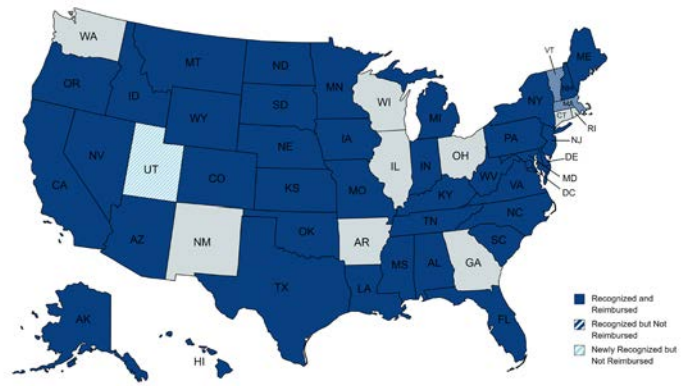 WA
MT
ND
MN
VT
ME
OR
ID
SD
WI
MI
NY
NH
MA
CT
RI
WY
IA
PA
NJ
NV
UT
NE
IL
IN
OH
DE
MD
DC
CA
CO
KS
MO
KY
WV
VA
NC
TN
AZ
NM
OK
AR
SC
MS
AL
GA
TX
LA
FL
AK
HI
Recognized and
Reimbursed
Recognized but Not
Reimbursed
Newly Recognized but
Not Reimbursed